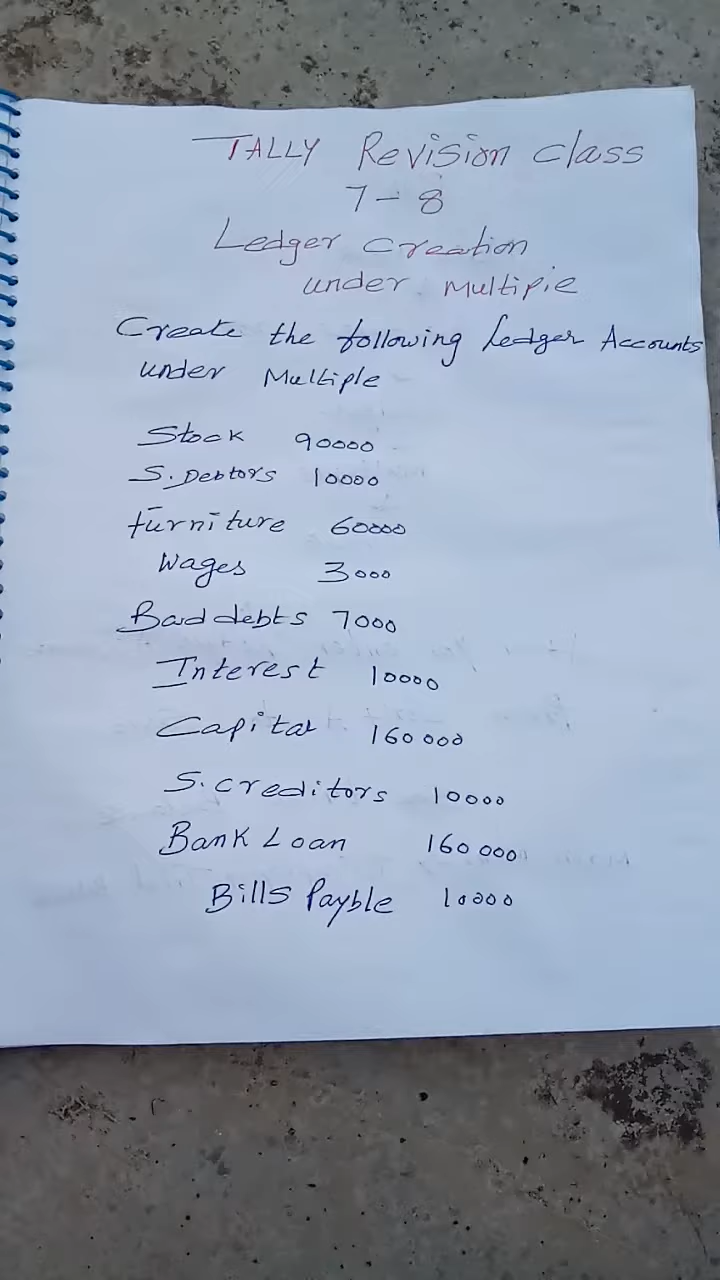 TALLY Revision class
7-8
Ledger creation
under Multipie
Create the following Ledger Accounts
under Multiple
Stock 90000
S. Debtors 10000
furniture 60000
Wages 3000
Bad debts 7000
Interest 10000
Capital 160000
S. creditors 10000
Bank Loan 160000
Bills Payble 10000